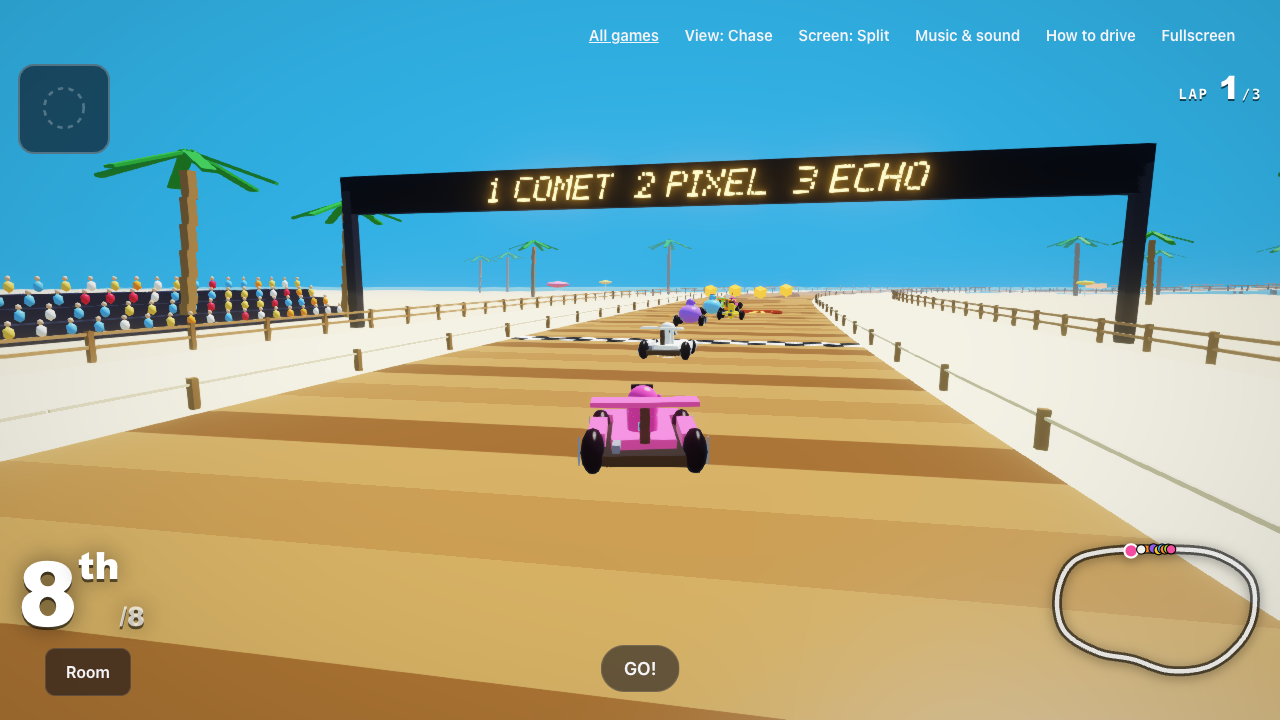 All games View: Chase Screen: Split Music & sound How to drive Fullscreen
LAP 1/3
1 COMET 2 PIXEL 3 ECHO
8th /8
Room
GO!